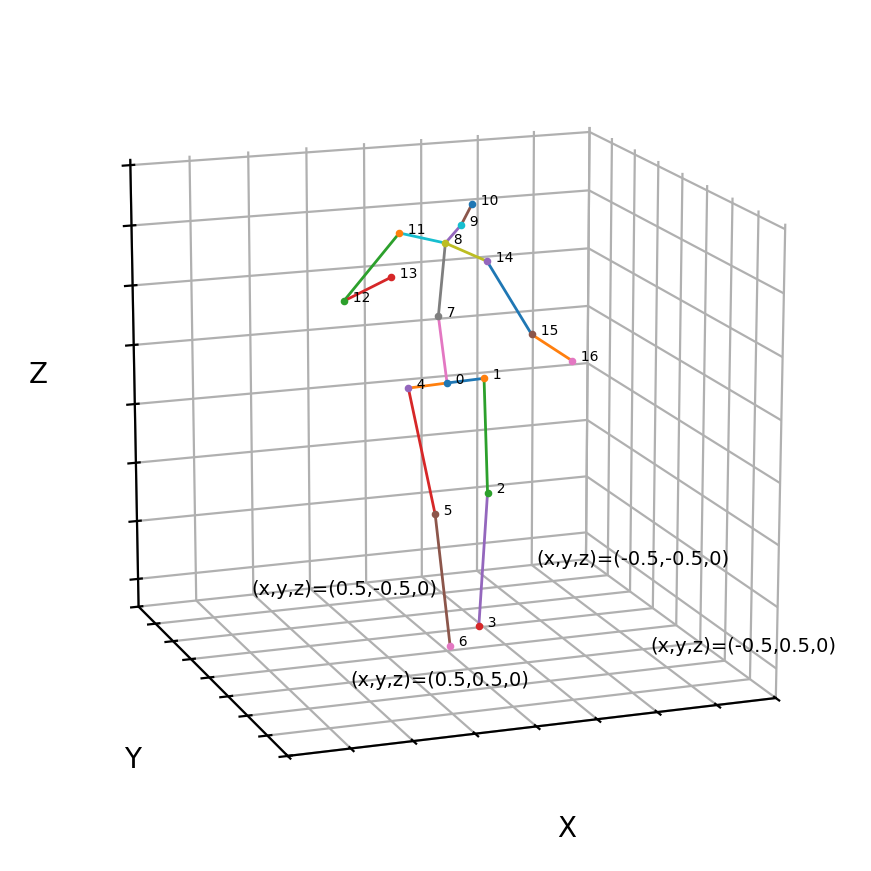 10
9
11
8
14
13
12
7
15
16
Z
1
0
4
2
5
(x,y,z)=(-0.5,-0.5,0)
(x,y,z)=(0.5,-0.5,0)
3
6
(x,y,z)=(-0.5,0.5,0)
(x,y,z)=(0.5,0.5,0)
Y
X